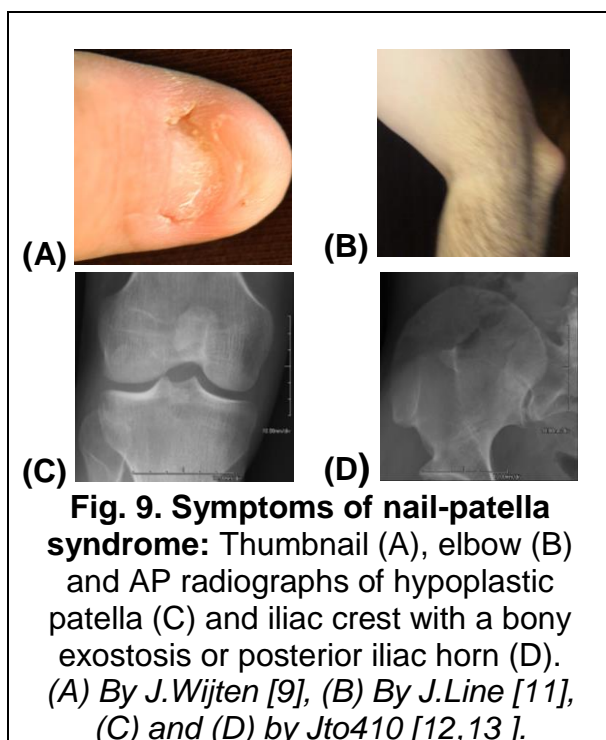 (A)
(B)
(C)
(D)
Fig. 9. Symptoms of nail-patella
syndrome: Thumbnail (A), elbow (B)
and AP radiographs of hypoplastic
patella (C) and iliac crest with a bony
exostosis or posterior iliac horn (D).
(A) By J.Wijten [9], (B) By J.Line [11],
(C) and (D) by Jto410 [12,13 ].